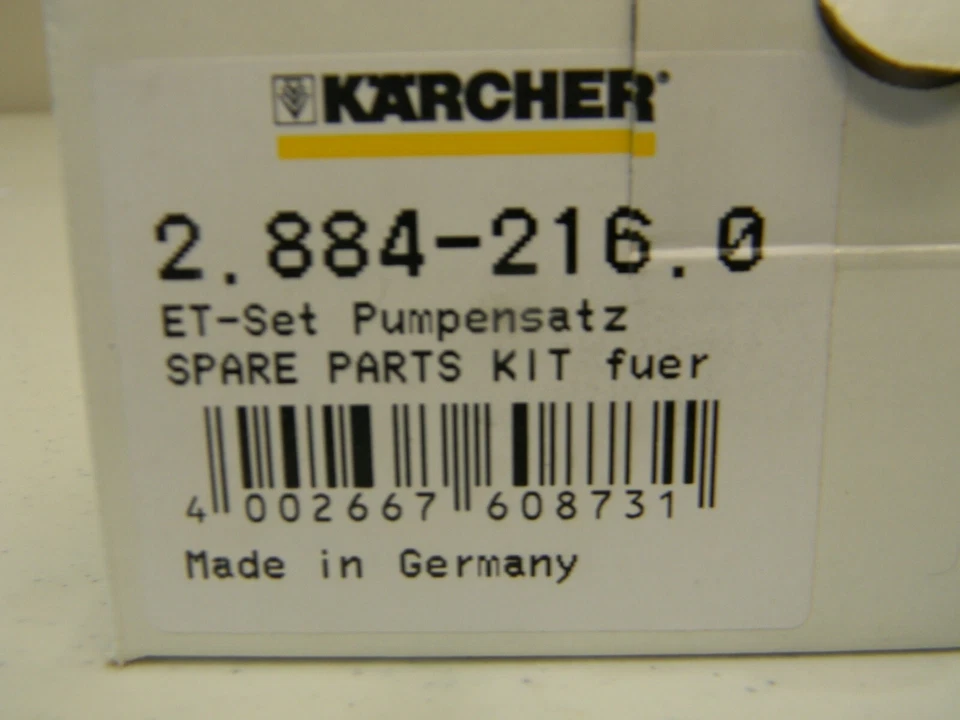 KÄRCHER®
2.884-216.0
ET-Set Pumpensatz
SPARE PARTS KIT fuer
4 002667 608731
Made in Germany